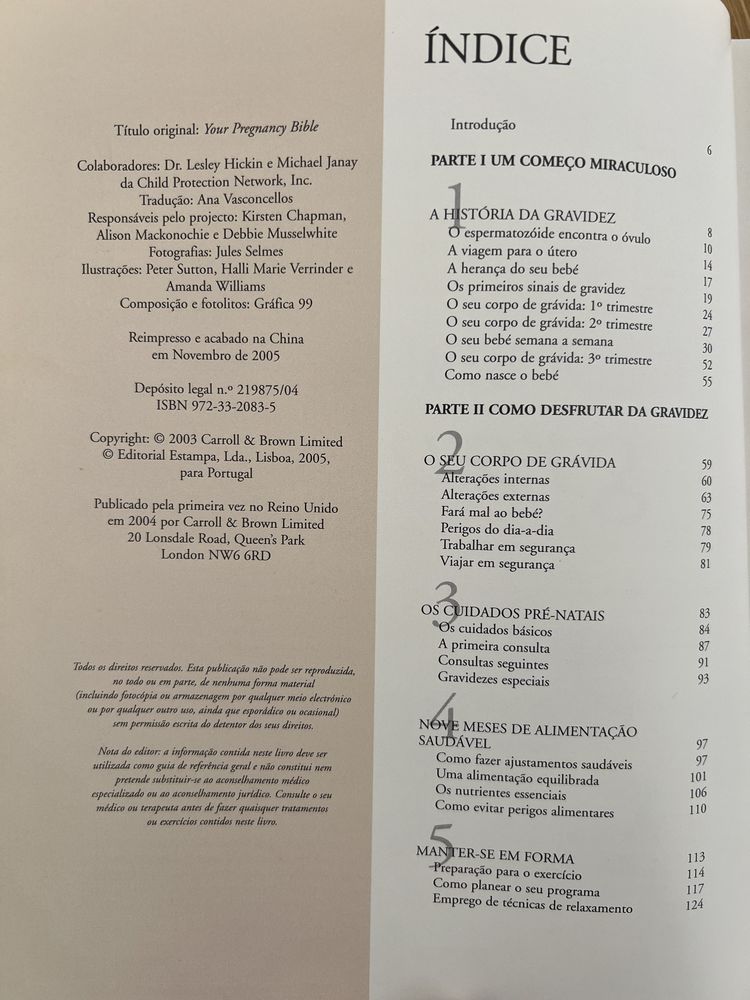 Título original: Your Pregnancy Bible
Colaboradores: Dr. Lesley Hickin e Michael Janay
da Child Protection Network, Inc.
Tradução: Ana Vasconcellos
Responsáveis pelo projecto: Kirsten Chapman,
Alison Mackonochie e Debbie Musselwhite
Fotografias: Jules Selmes
Ilustrações: Peter Sutton, Halli Marie Verrinder e
Amanda Williams
Composição e fotolitos: Gráfica 99
Reimpresso e acabado na China
em Novembro de 2005
Depósito legal n.º 219875/04
ISBN 972-33-2083-5
Copyright: © 2003 Carroll & Brown Limited
© Editorial Estampa, Lda., Lisboa, 2005,
para Portugal
Publicado pela primeira vez no Reino Unido
em 2004 por Carroll & Brown Limited
20 Lonsdale Road, Queen's Park
London NW6 6RD
Todos os direitos reservados. Esta publicação não pode ser reproduzida,
no todo ou em parte, de nenhuma forma material
(incluindo fotocópia ou armazenagem por qualquer meio electrónico
ou por qualquer outro uso, ainda que esporádico ou ocasional)
sem permissão escrita do detentor dos seus direitos.
Nota do editor: a informação contida neste livro deve ser
utilizada como guia de referência geral e não constitui nem
pretende substituir-se ao aconselhamento médico
especializado ou ao aconselhamento jurídico. Consulte o seu
médico ou terapeuta antes de fazer quaisquer tratamentos
ou exercícios contidos neste livro.
ÍNDICE
Introdução 6
PARTE I UM COMEÇO MIRACULOSO
1
A HISTÓRIA DA GRAVIDEZ 8
O espermatozóide encontra o óvulo 10
A viagem para o útero 14
A herança do seu bebé 17
Os primeiros sinais de gravidez 19
O seu corpo de grávida: 1º trimestre 24
O seu corpo de grávida: 2º trimestre 27
O seu bebé semana a semana 30
O seu corpo de grávida: 3º trimestre 52
Como nasce o bebé 55
PARTE II COMO DESFRUTAR DA GRAVIDEZ
2
O SEU CORPO DE GRÁVIDA 59
Alterações internas 60
Alterações externas 63
Fará mal ao bebé? 75
Perigos do dia-a-dia 78
Trabalhar em segurança 79
Viajar em segurança 81
3
OS CUIDADOS PRÉ-NATAIS 83
Os cuidados básicos 84
A primeira consulta 87
Consultas seguintes 91
Gravidezes especiais 93
4
NOVE MESES DE ALIMENTAÇÃO
SAUDÁVEL 97
Como fazer ajustamentos saudáveis 97
Uma alimentação equilibrada 101
Os nutrientes essenciais 106
Como evitar perigos alimentares 110
5
MANTER-SE EM FORMA 113
Preparação para o exercício 114
Como planear o seu programa 117
Emprego de técnicas de relaxamento 124